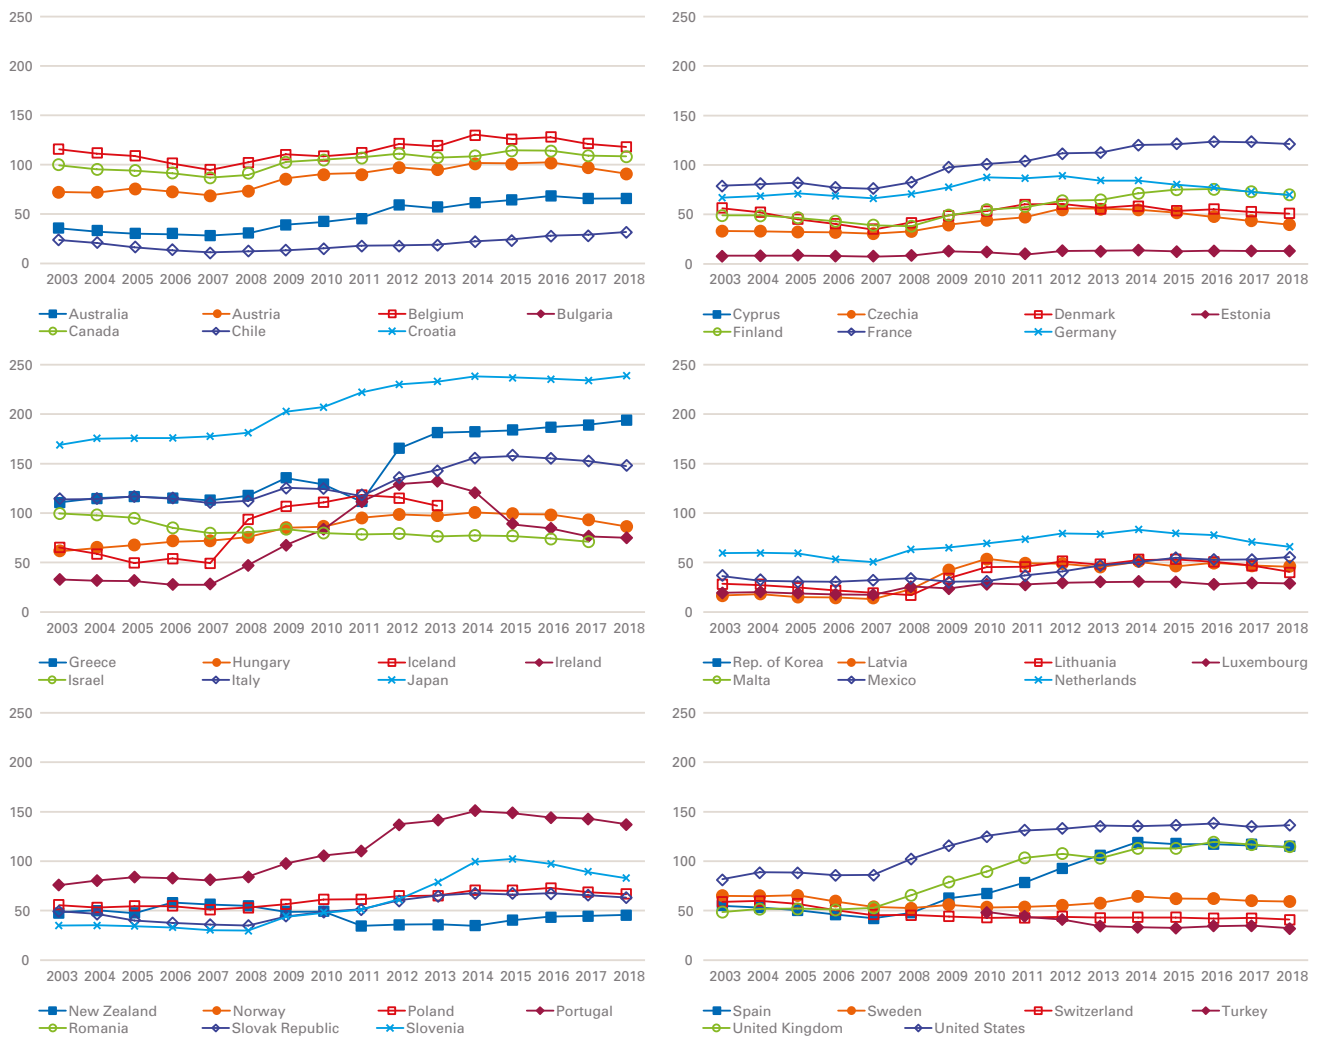 250
200
150
100
50
0
2003 2004 2005 2006 2007 2008 2009 2010 2011 2012 2013 2014 2015 2016 2017 2018
Australia Austria Belgium Bulgaria
Canada Chile Croatia
250
200
150
100
50
0
2003 2004 2005 2006 2007 2008 2009 2010 2011 2012 2013 2014 2015 2016 2017 2018
Cyprus Czechia Denmark Estonia
Finland France Germany
250
200
150
100
50
0
2003 2004 2005 2006 2007 2008 2009 2010 2011 2012 2013 2014 2015 2016 2017 2018
Greece Hungary Iceland Ireland
Israel Italy Japan
250
200
150
100
50
0
2003 2004 2005 2006 2007 2008 2009 2010 2011 2012 2013 2014 2015 2016 2017 2018
Rep. of Korea Latvia Lithuania Luxembourg
Malta Mexico Netherlands
250
200
150
100
50
0
2003 2004 2005 2006 2007 2008 2009 2010 2011 2012 2013 2014 2015 2016 2017 2018
New Zealand Norway Poland Portugal
Romania Slovak Republic Slovenia
250
200
150
100
50
0
2003 2004 2005 2006 2007 2008 2009 2010 2011 2012 2013 2014 2015 2016 2017 2018
Spain Sweden Switzerland Turkey
United Kingdom United States